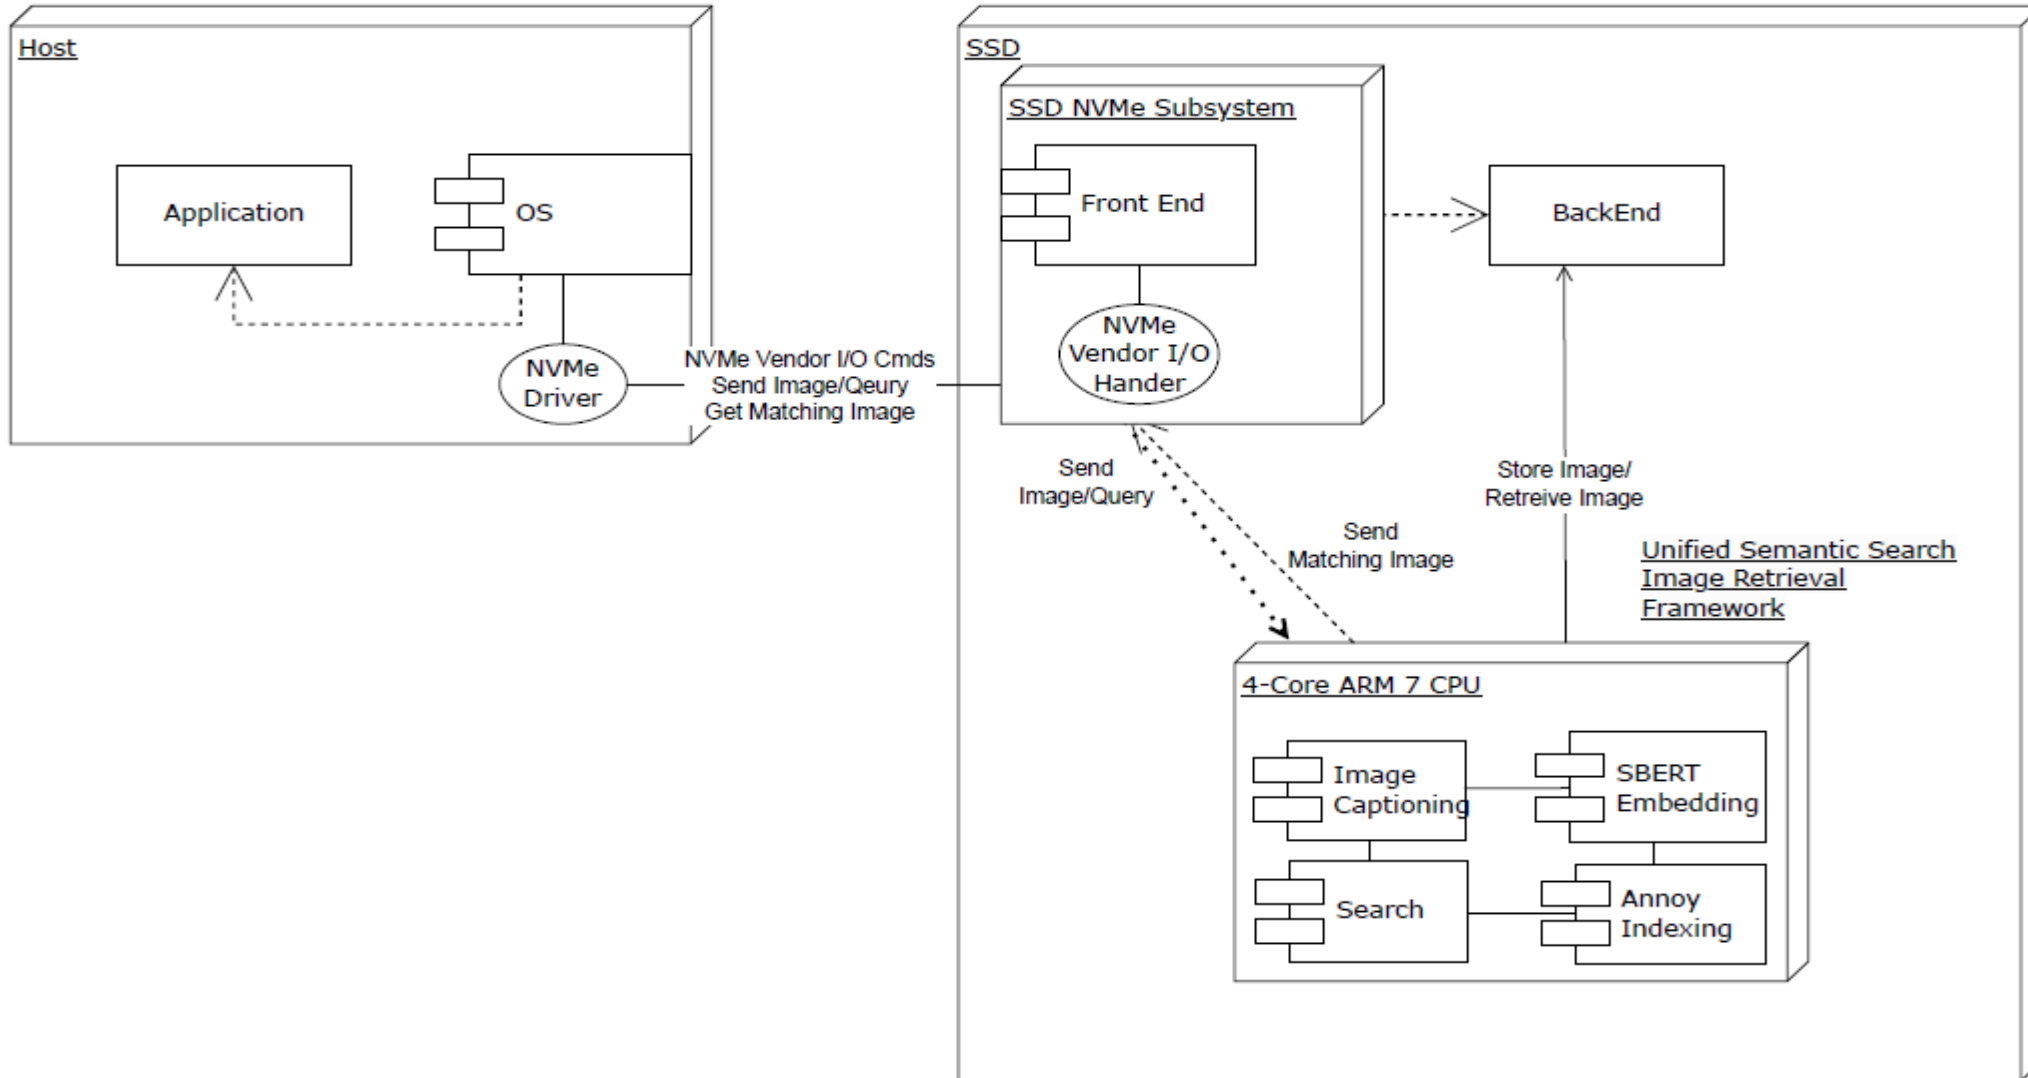 Host
Application
OS
NVMe
Driver
NVMe Vendor I/O Cmds
Send Image/Qeury
Get Matching Image
SSD
SSD NVMe Subsystem
Front End
NVMe
Vendor I/O
Hander
BackEnd
Send
Image/Query
Send
Matching Image
Store Image/
Retreive Image
Unified Semantic Search
Image Retrieval
Framework
4-Core ARM 7 CPU
Image
Captioning
SBERT
Embedding
Search
Annoy
Indexing